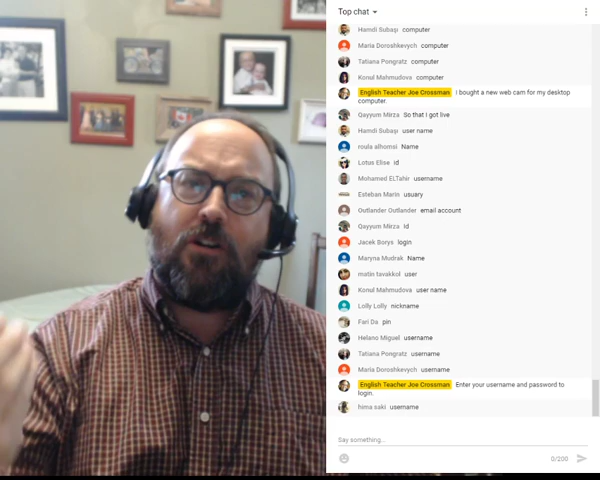 Top chat
Hamdi Subaşı computer
Maria Doroshkevych computer
Tatiana Pongratz computer
Konul Mahmudova computer
English Teacher Joe Crossman I bought a new web cam for my desktop
computer.
Qayyum Mirza So that I got live
Hamdi Subaşı user name
roula alhomsi Name
Lotus Elise id
Mohamed ELTahir username
Esteban Marin usuary
Outlander Outlander email account
Qayyum Mirza Id
Jacek Borys login
Maryna Mudrak Name
matin tavakkol user
Konul Mahmudova user name
Lolly Lolly nickname
Fari Da pin
Helano Miguel username
Tatiana Pongratz username
Maria Doroshkevych username
English Teacher Joe Crossman Enter your username and password to
login.
hima saki username
Say something...
0/200